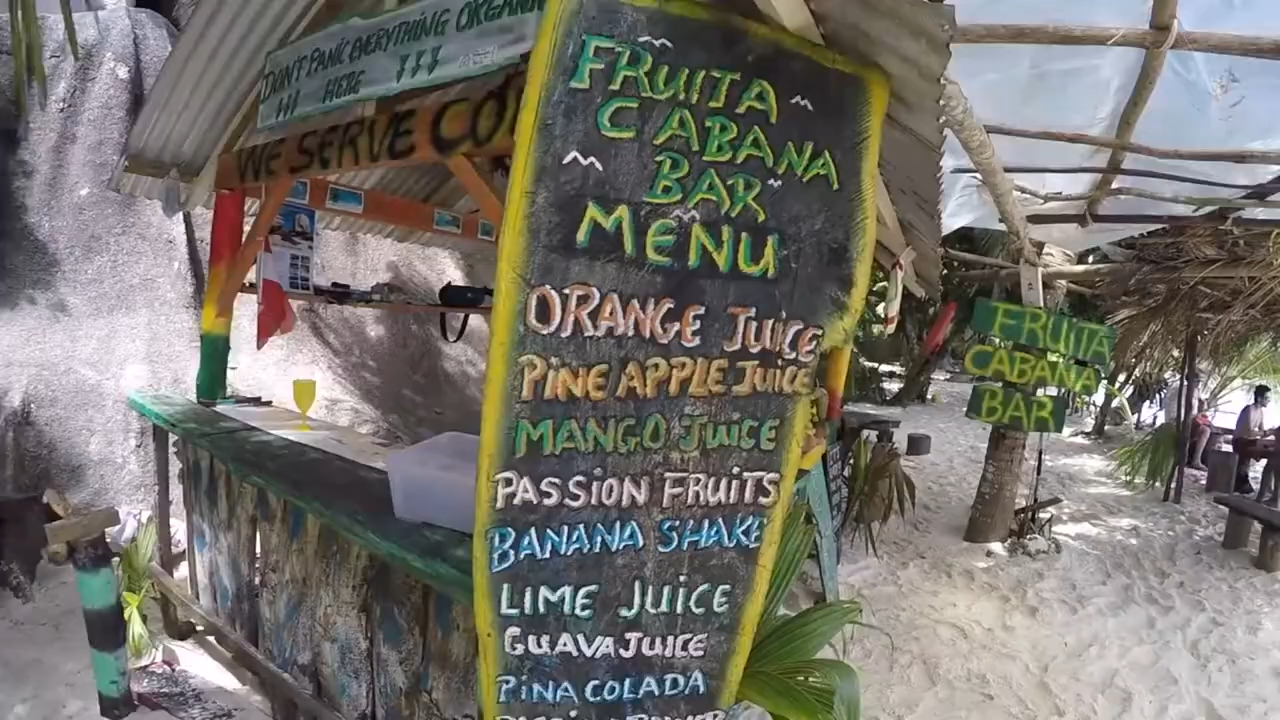 DON'T PANIC EVERYTHING ORGANI
HERE
WE SERVE CO
FRUITA
CABANA
BAR
MENU
ORANGE JUICE
PINE APPLE JUICE
MANGO JUICE
PASSION FRUITS
BANANA SHAKE
LIME JUICE
GUAVA JUICE
PINA COLADA
FRUITA
CABANA
BAR